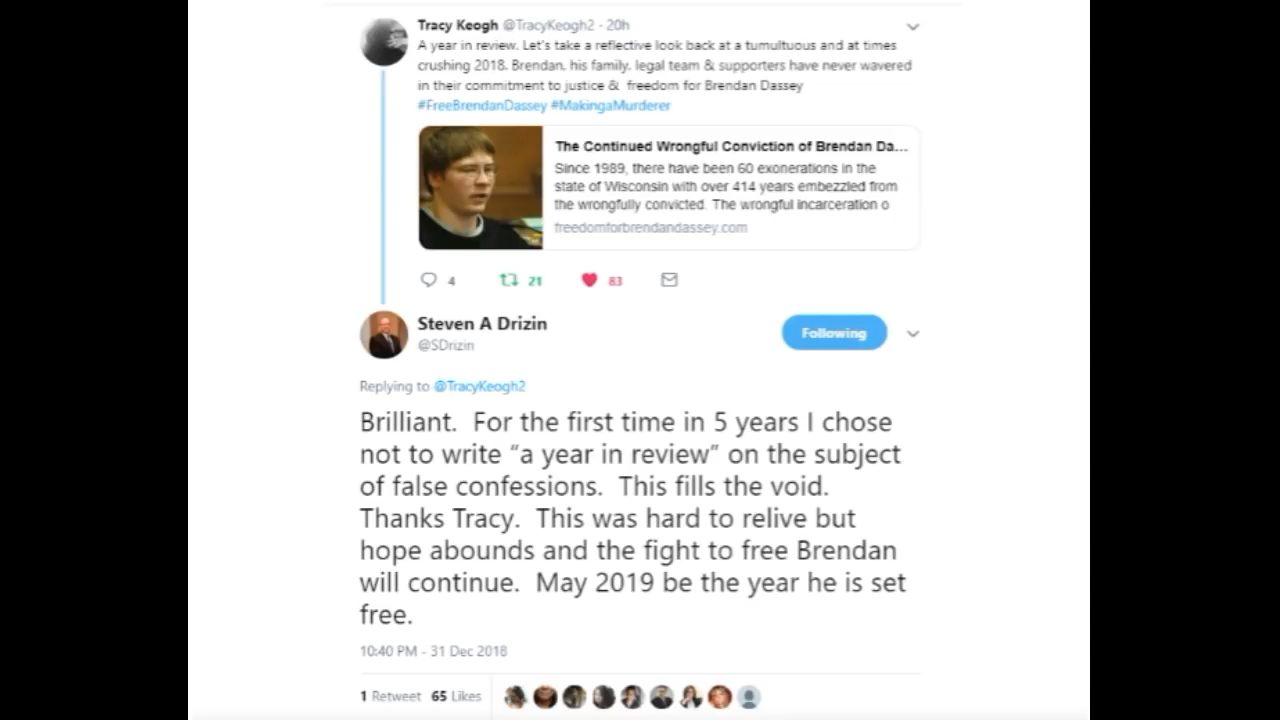 Tracy Keogh @TracyKeogh2 · 20h
A year in review. Let's take a reflective look back at a tumultuous and at times
crushing 2018. Brendan, his family, legal team & supporters have never wavered
in their commitment to justice & freedom for Brendan Dassey
#FreeBrendanDassey #MakingaMurderer
The Continued Wrongful Conviction of Brendan Da...
Since 1989, there have been 60 exonerations in the
state of Wisconsin with over 414 years embezzled from
the wrongfully convicted. The wrongful incarceration o
freedomforbrendandassey.com
4 21 83
Steven A Drizin
@SDrizin
Following
Replying to @TracyKeogh2
Brilliant. For the first time in 5 years I chose
not to write “a year in review” on the subject
of false confessions. This fills the void.
Thanks Tracy. This was hard to relive but
hope abounds and the fight to free Brendan
will continue. May 2019 be the year he is set
free.
10:40 PM - 31 Dec 2018
1 Retweet 65 Likes